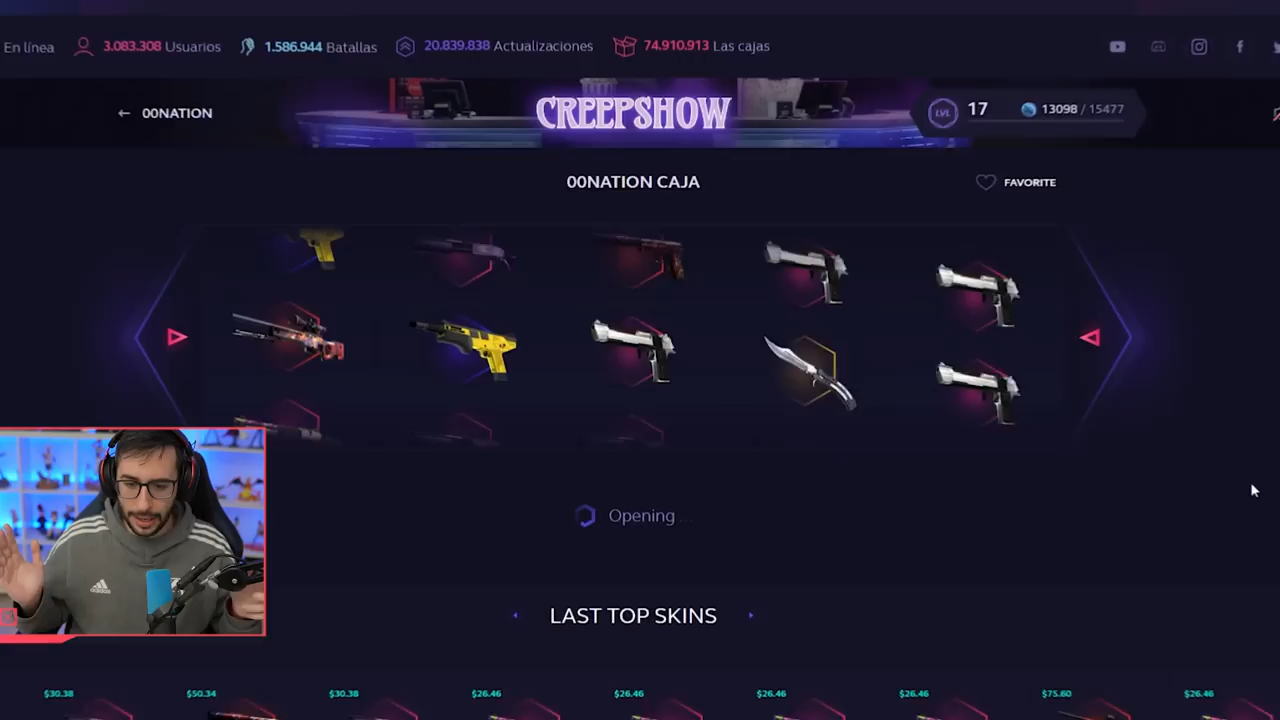 En línea 3.083.308 Usuarios 1.586.944 Batallas 20.839.838 Actualizaciones 74.910.913 Las cajas
← 00NATION
CREEPSHOW
LVL 17 13098 / 15477
00NATION CAJA
FAVORITE
Opening ...
LAST TOP SKINS
$30.38 $50.34 $30.38 $26.46 $26.46 $26.46 $26.46 $75.60 $26.46